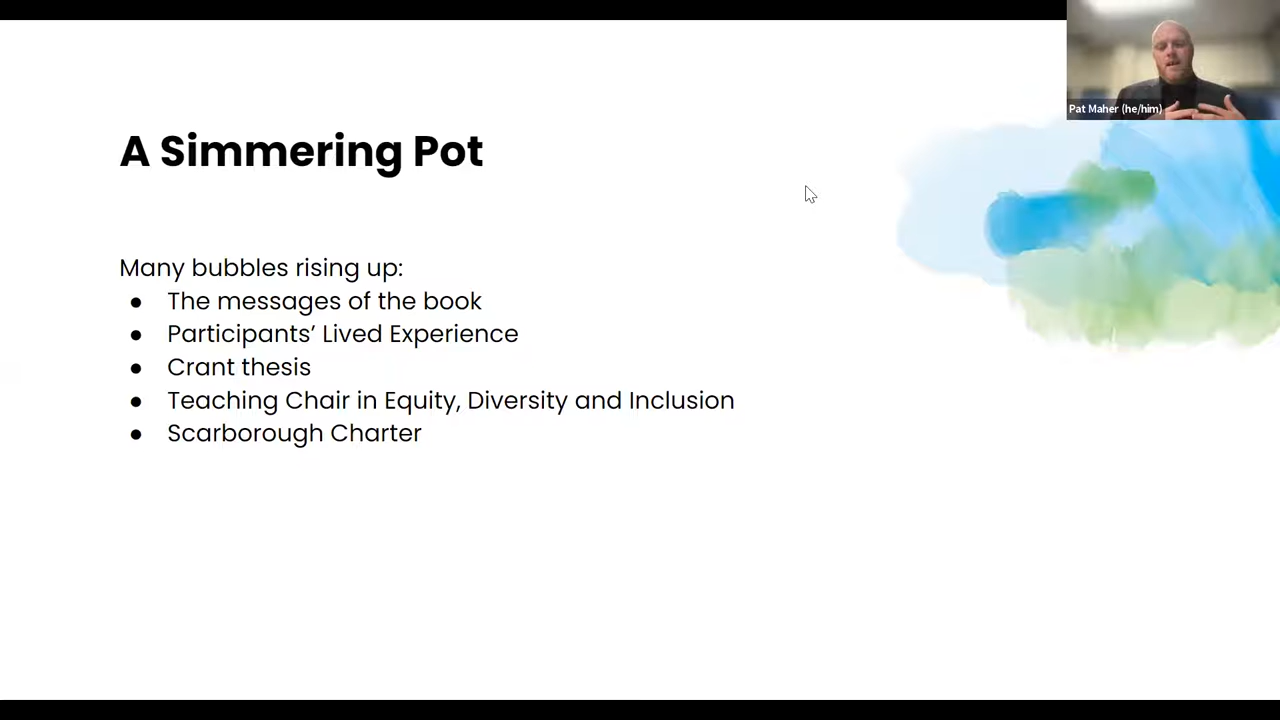 Pat Maher (he/him)
A Simmering Pot
Many bubbles rising up:
● The messages of the book
● Participants’ Lived Experience
● Crant thesis
● Teaching Chair in Equity, Diversity and Inclusion
● Scarborough Charter